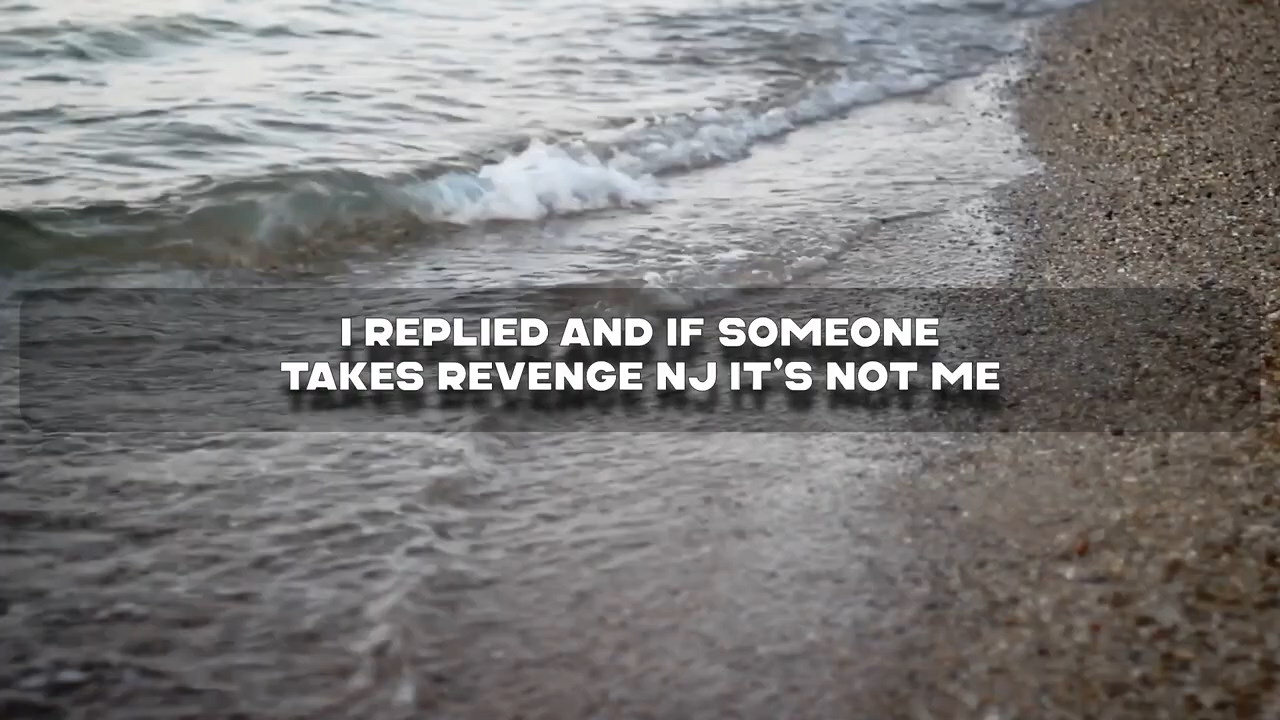 I REPLIED AND IF SOMEONE
TAKES REVENGE NJ IT'S NOT ME